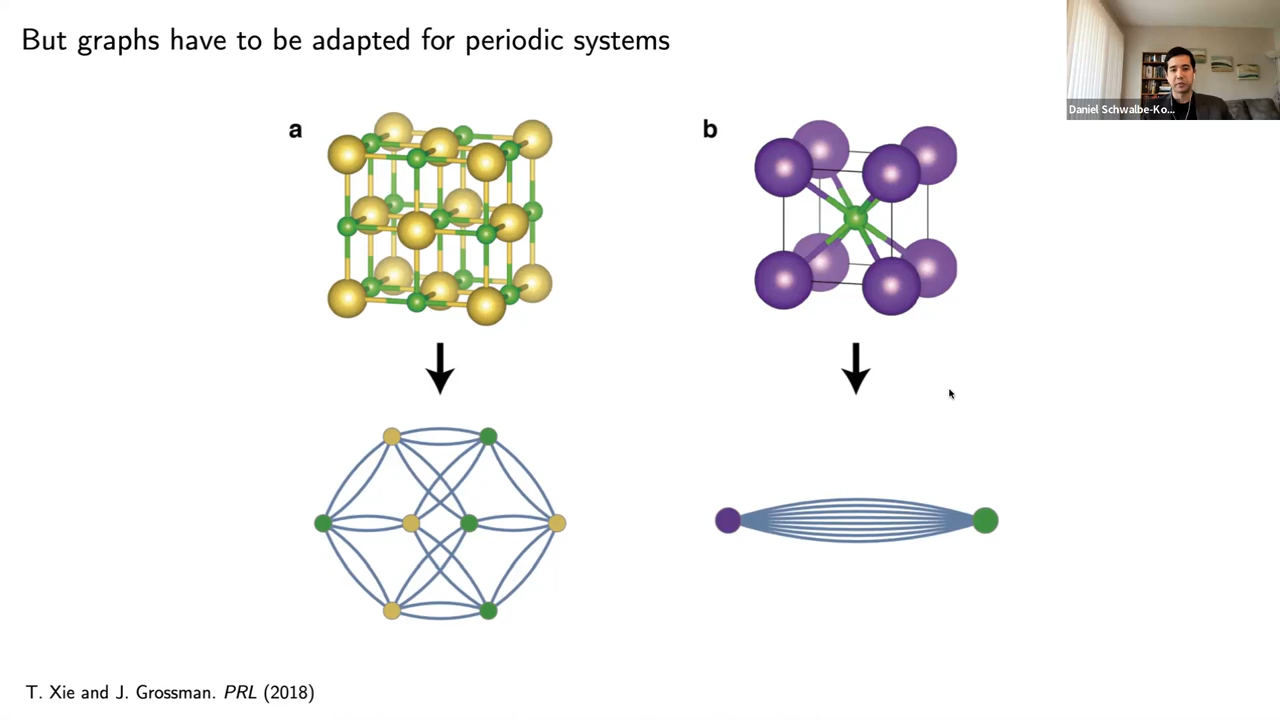 But graphs have to be adapted for periodic systems
Daniel Schwalbe-Ko...
a
b
T. Xie and J. Grossman. PRL (2018)